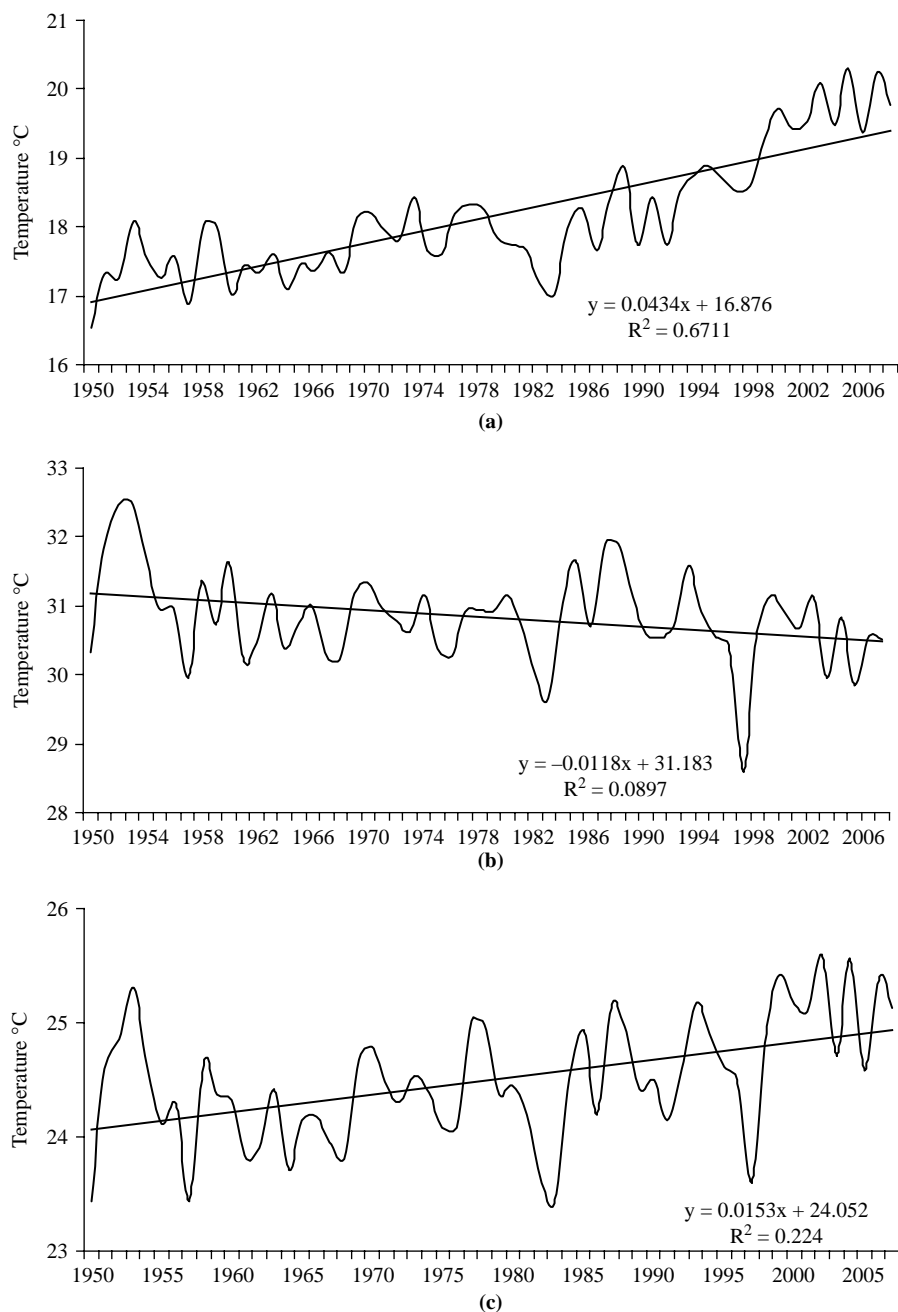 21
20
19
18
17
16
Temperature °C
y = 0.0434x + 16.876
R² = 0.6711
1950 1954 1958 1962 1966 1970 1974 1978 1982 1986 1990 1994 1998 2002 2006
(a)
33
32
31
30
29
28
Temperature °C
y = –0.0118x + 31.183
R² = 0.0897
1950 1954 1958 1962 1966 1970 1974 1978 1982 1986 1990 1994 1998 2002 2006
(b)
26
25
24
23
Temperature °C
y = 0.0153x + 24.052
R² = 0.224
1950 1955 1960 1965 1970 1975 1980 1985 1990 1995 2000 2005
(c)